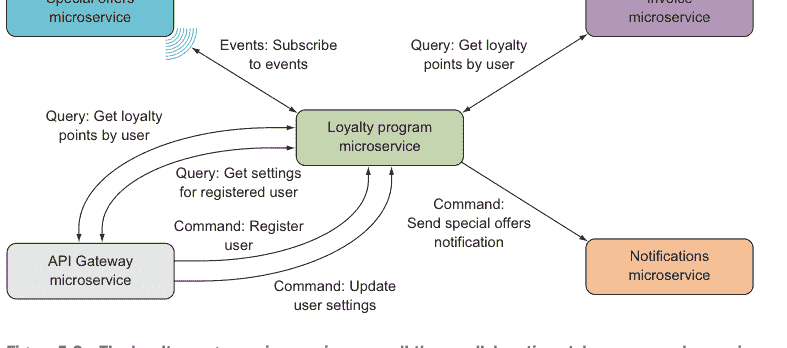 Special offers
microservice
Invoice
microservice
Events: Subscribe
to events
Query: Get loyalty
points by user
Query: Get loyalty
points by user
Loyalty program
microservice
Query: Get settings
for registered user
Command: Register
user
Command:
Send special offers
notification
API Gateway
microservice
Command: Update
user settings
Notifications
microservice